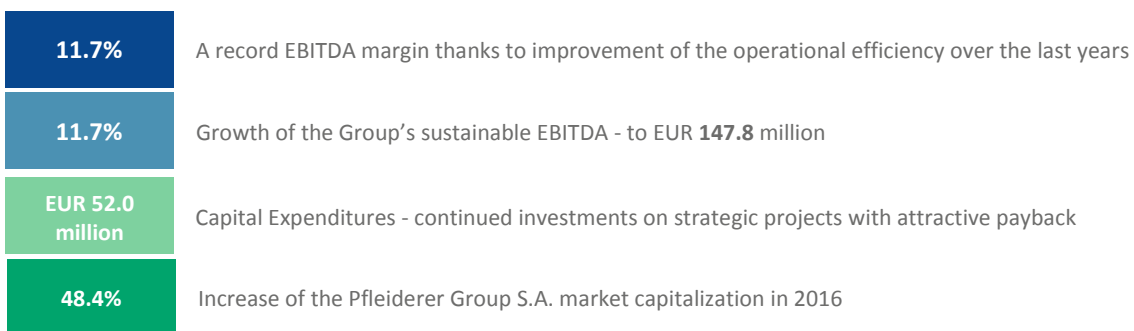 11.7% A record EBITDA margin thanks to improvement of the operational efficiency over the last years
11.7% Growth of the Group’s sustainable EBITDA - to EUR 147.8 million
EUR 52.0
million
Capital Expenditures - continued investments on strategic projects with attractive payback
48.4% Increase of the Pfleiderer Group S.A. market capitalization in 2016